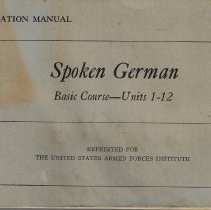 ATION MANUAL
Spoken German
Basic Course—Units 1-12
REPRINTED FOR
THE UNITED STATES ARMED FORCES INSTITUTE